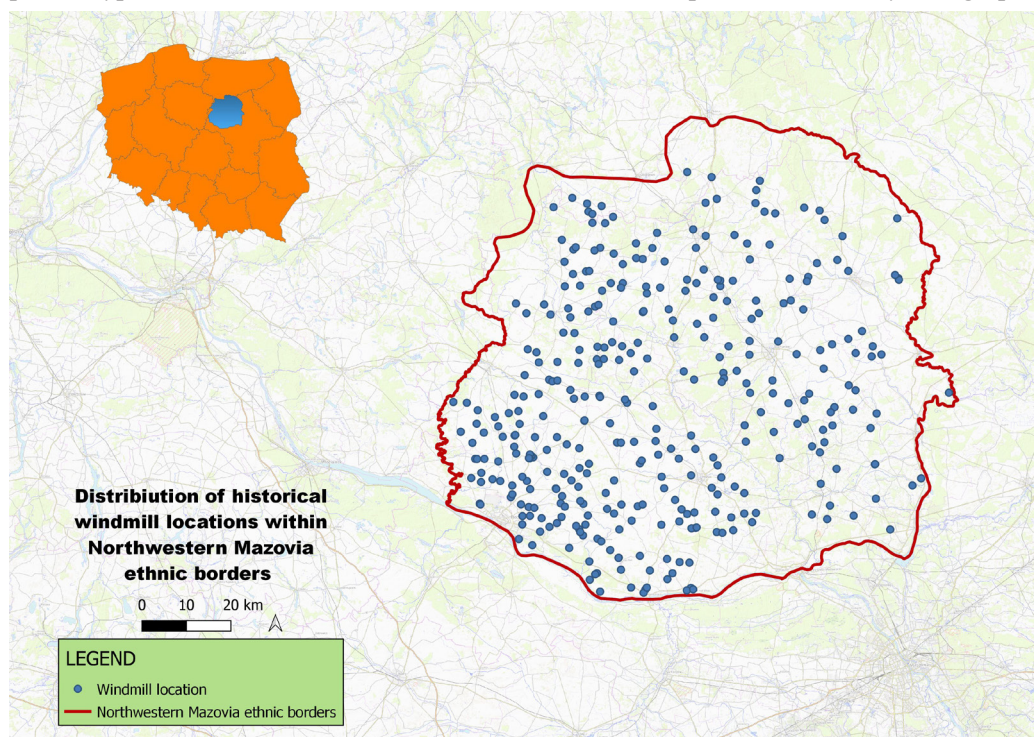 Distribiution of historical
windmill locations within
Northwestern Mazovia
ethnic borders
0 10 20 km
LEGEND
Windmill location
Northwestern Mazovia ethnic borders